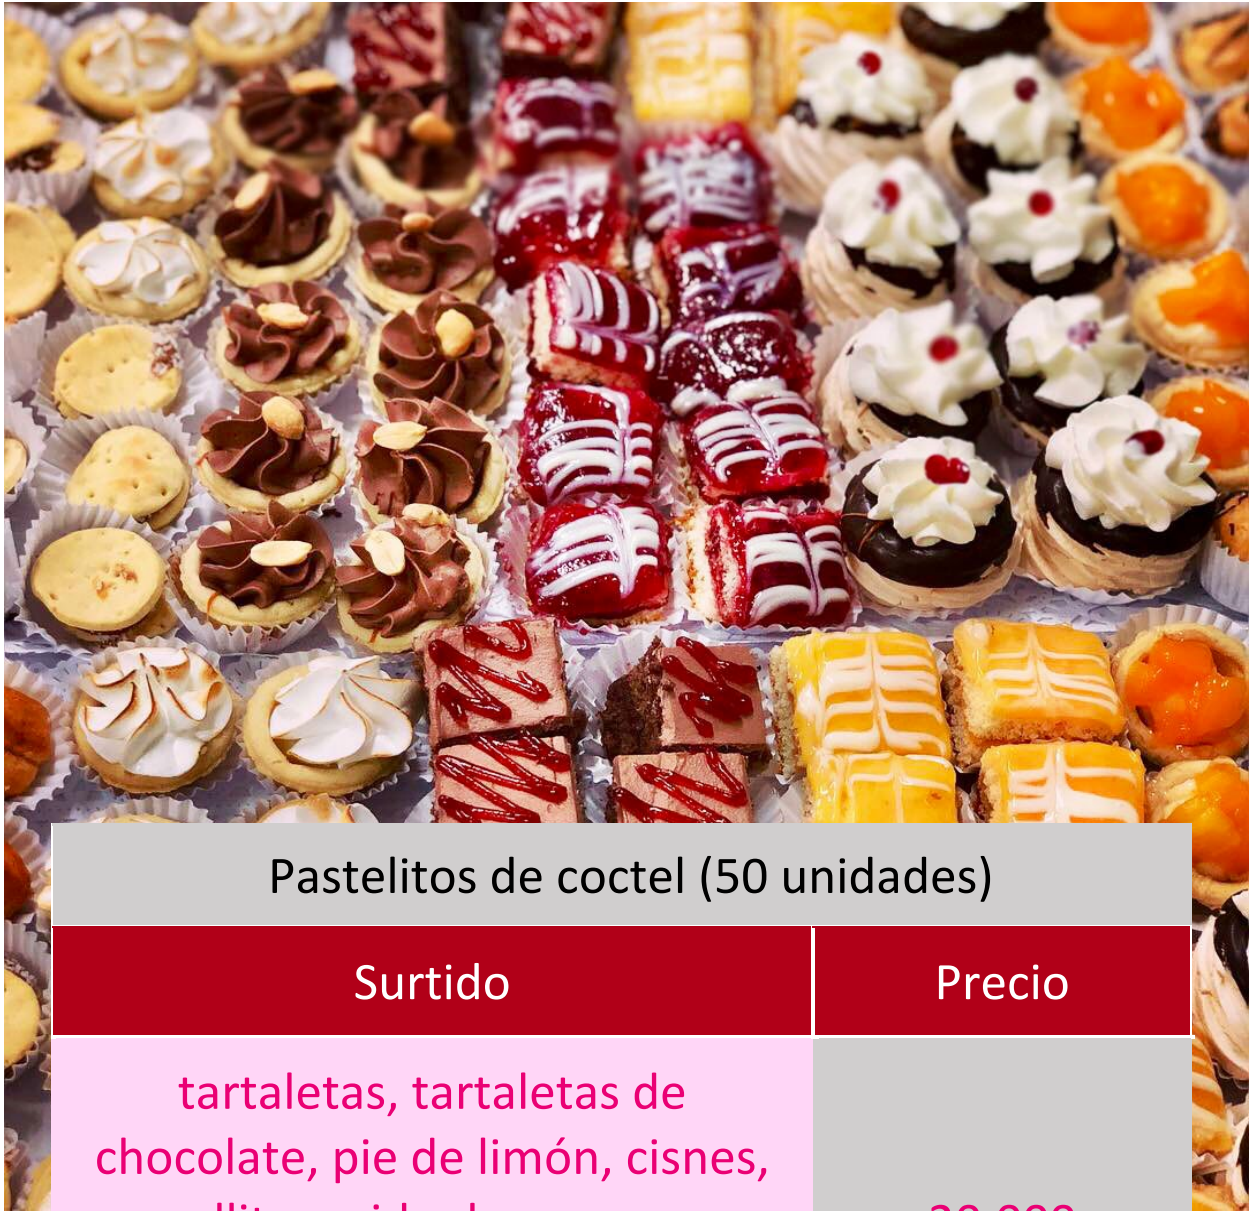 Pastelitos de coctel (50 unidades)
Surtido
Precio
tartaletas, tartaletas de
chocolate, pie de limón, cisnes,